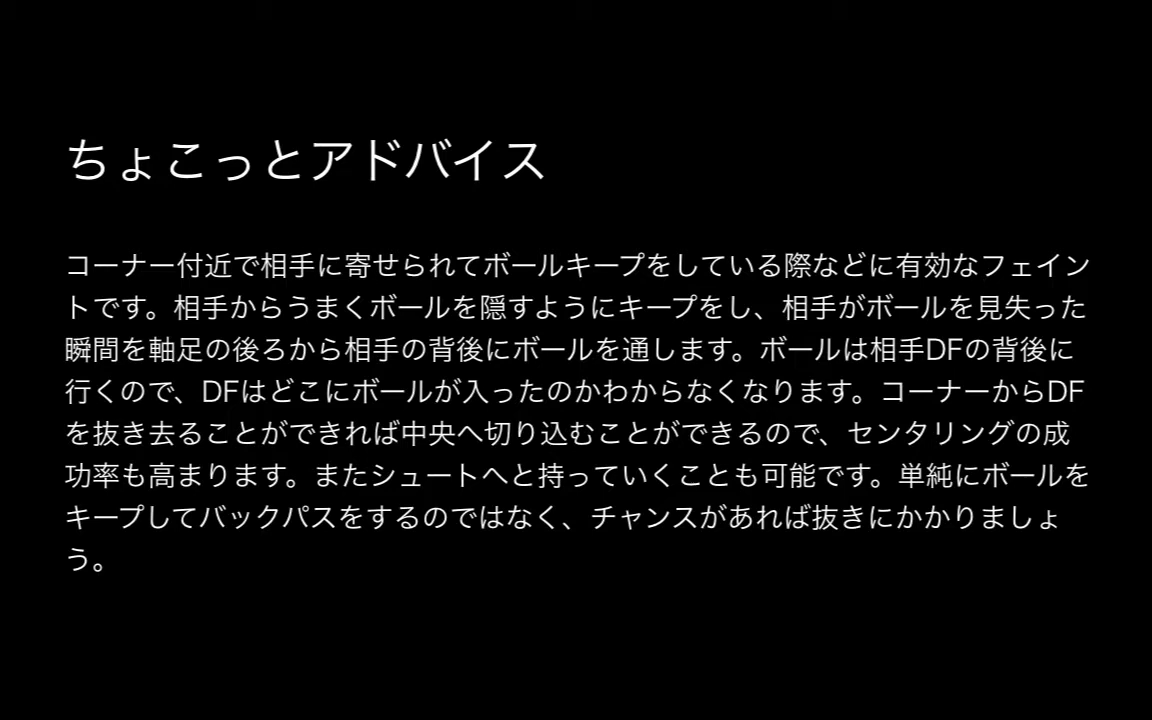 ちょこっとアドバイス
コーナー付近で相手に寄せられてボールキープをしている際などに有効なフェイン
トです。相手からうまくボールを隠すようにキープをし、相手がボールを見失った
瞬間を軸足の後ろから相手の背後にボールを通します。ボールは相手DFの背後に
行くので、DFはどこにボールが入ったのかわからなくなります。コーナーからDF
を抜き去ることができれば中央へ切り込むことができるので、センタリングの成
功率も高まります。またシュートへと持っていくことも可能です。単純にボールを
キープしてバックパスをするのではなく、チャンスがあれば抜きにかかりましょ
う。